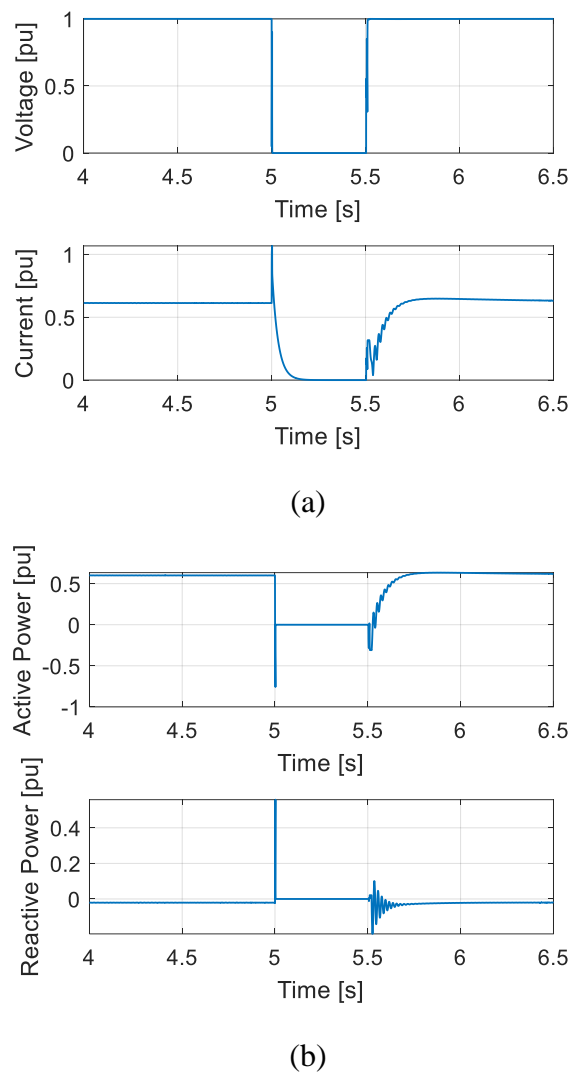 Voltage [pu]
1
0.5
0
4 4.5 5 5.5 6 6.5
Time [s]
Current [pu]
1
0.5
0
4 4.5 5 5.5 6 6.5
Time [s]
(a)
Active Power [pu]
0.5
0
-0.5
-1
4 4.5 5 5.5 6 6.5
Time [s]
Reactive Power [pu]
0.4
0.2
0
4 4.5 5 5.5 6 6.5
Time [s]
(b)